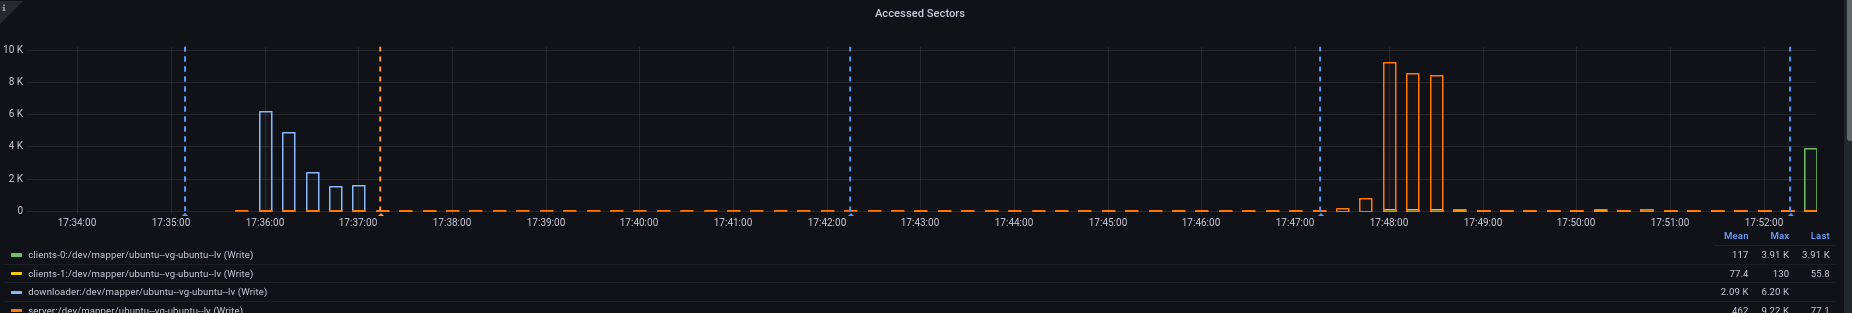 i
Accessed Sectors
10 K
8 K
6 K
4 K
2 K
0
17:34:00 17:35:00 17:36:00 17:37:00 17:38:00 17:39:00 17:40:00 17:41:00 17:42:00 17:43:00 17:44:00 17:45:00 17:46:00 17:47:00 17:48:00 17:49:00 17:50:00 17:51:00 17:52:00
Mean Max Last
clients-0:/dev/mapper/ubuntu--vg-ubuntu--lv (Write) 117 3.91 K 3.91 K
clients-1:/dev/mapper/ubuntu--vg-ubuntu--lv (Write) 77.4 130 55.8
downloader:/dev/mapper/ubuntu--vg-ubuntu--lv (Write) 2.09 K 6.20 K
server:/dev/mapper/ubuntu--vg-ubuntu--lv (Write) 462 9.22 K 77.1